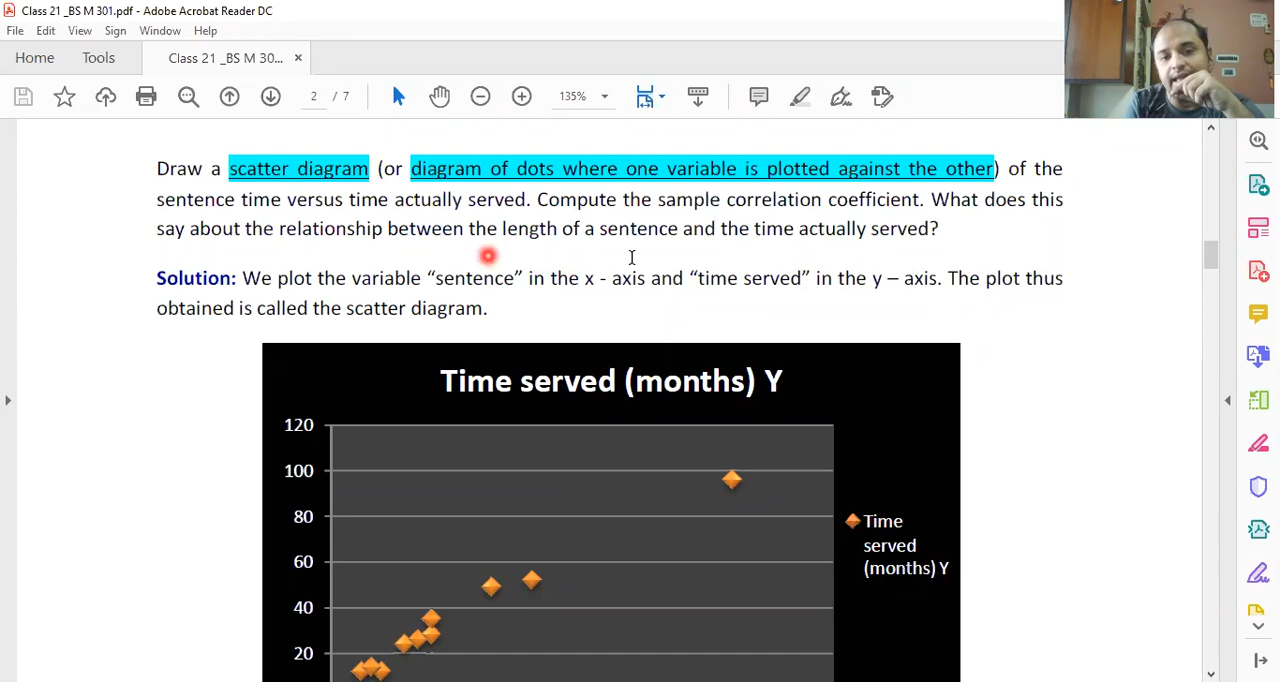 Class 21 _BS M 301.pdf - Adobe Acrobat Reader DC
File Edit View Sign Window Help
Home Tools Class 21 _BS M 30... ×
2 / 7 135%
Draw a scatter diagram (or diagram of dots where one variable is plotted against the other) of the
sentence time versus time actually served. Compute the sample correlation coefficient. What does this
say about the relationship between the length of a sentence and the time actually served?
Solution: We plot the variable “sentence” in the x - axis and “time served” in the y – axis. The plot thus
obtained is called the scatter diagram.
Time served (months) Y
120
100
80
60
40
20
Time
served
(months) Y